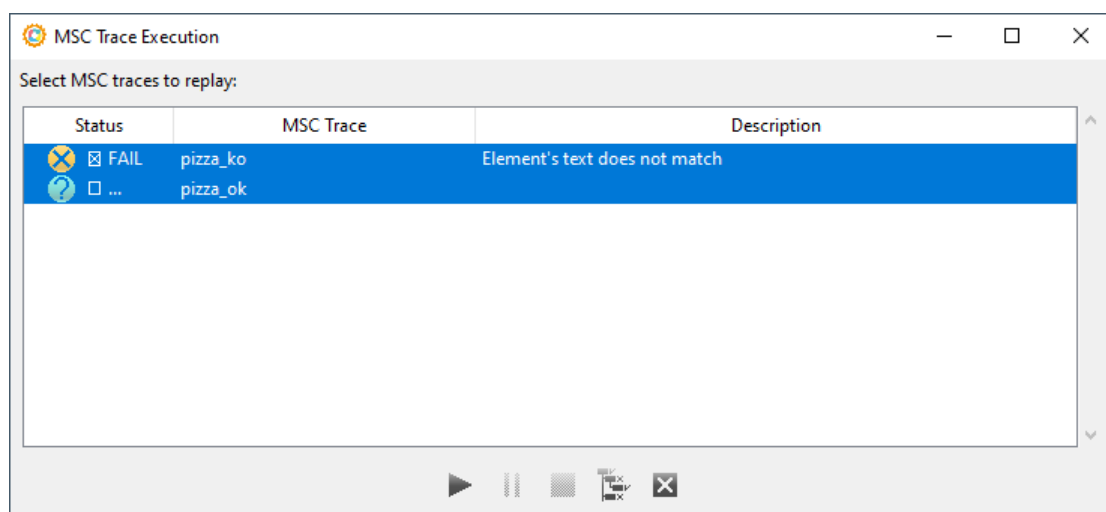 MSC Trace Execution
Select MSC traces to replay:
Status MSC Trace Description
FAIL pizza_ko Element's text does not match
... pizza_ok